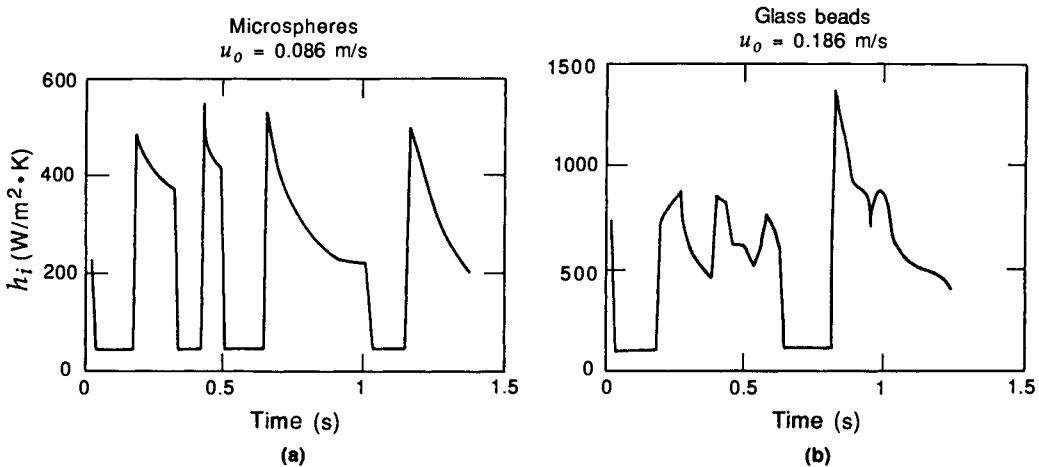 Microspheres
u_o = 0.086 m/s
h_i (W/m² • K)
600
400
200
0
0
0.5
1
1.5
Time (s)
(a)
Glass beads
u_o = 0.186 m/s
1500
1000
500
0
0
0.5
1
1.5
Time (s)
(b)